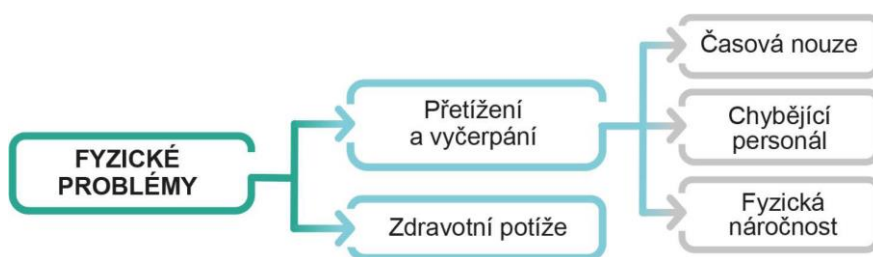 FYZICKÉ
PROBLÉMY
Přetížení
a vyčerpání
Zdravotní potíže
Časová nouze
Chybějící
personál
Fyzická
náročnost